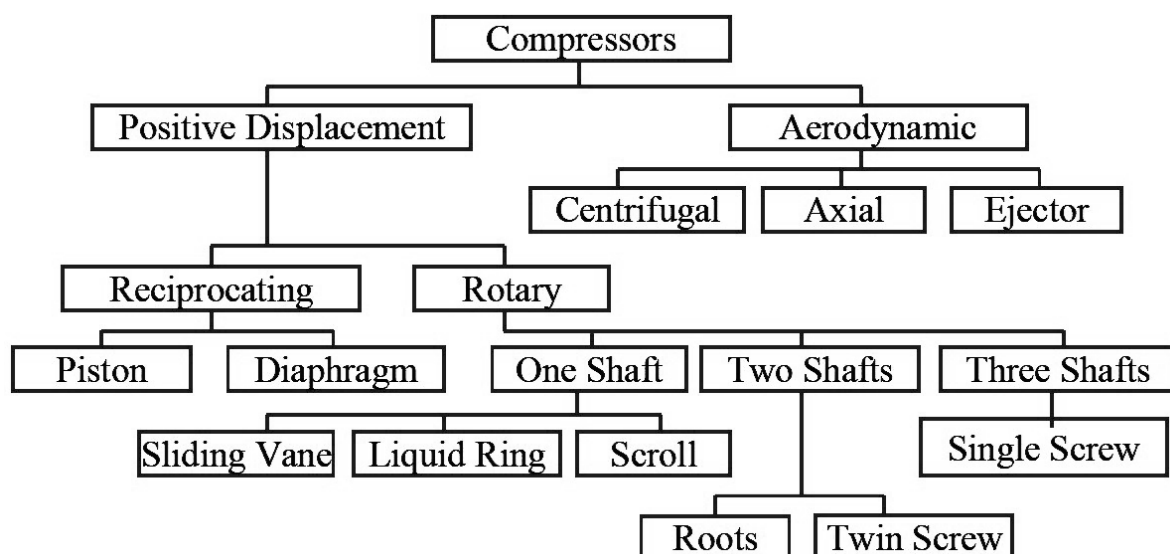 Compressors
Positive Displacement
Aerodynamic
Centrifugal
Axial
Ejector
Reciprocating
Rotary
Piston
Diaphragm
One Shaft
Two Shafts
Three Shafts
Sliding Vane
Liquid Ring
Scroll
Single Screw
Roots
Twin Screw